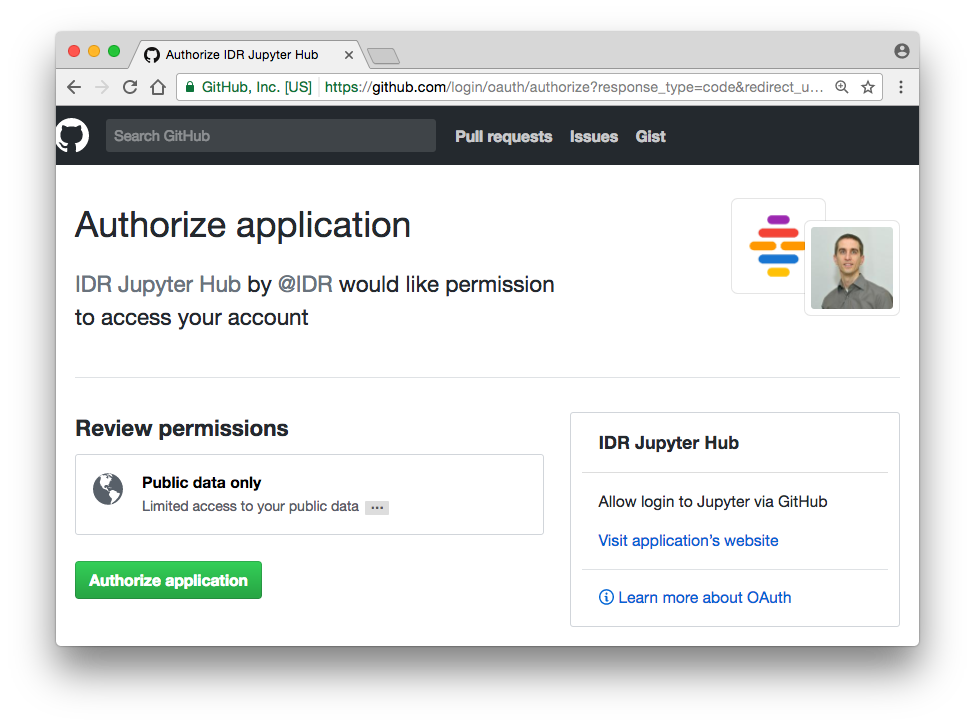 Authorize IDR Jupyter Hub
GitHub, Inc. [US] https://github.com/login/oauth/authorize?response_type=code&redirect_u...
Search GitHub
Pull requests Issues Gist
Authorize application
IDR Jupyter Hub by @IDR would like permission
to access your account
Review permissions
Public data only
Limited access to your public data ...
Authorize application
IDR Jupyter Hub
Allow login to Jupyter via GitHub
Visit application's website
Learn more about OAuth